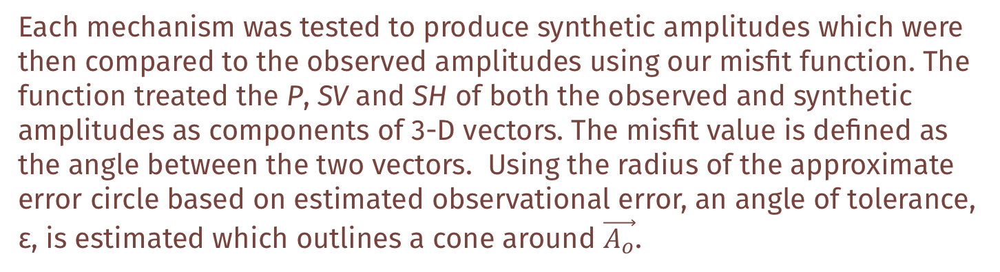 Each mechanism was tested to produce synthetic amplitudes which were
then compared to the observed amplitudes using our misfit function. The
function treated the P, SV and SH of both the observed and synthetic
amplitudes as components of 3-D vectors. The misfit value is defined as
the angle between the two vectors.  Using the radius of the approximate
error circle based on estimated observational error, an angle of tolerance,
ε, is estimated which outlines a cone around $\overrightarrow{A_o}$.